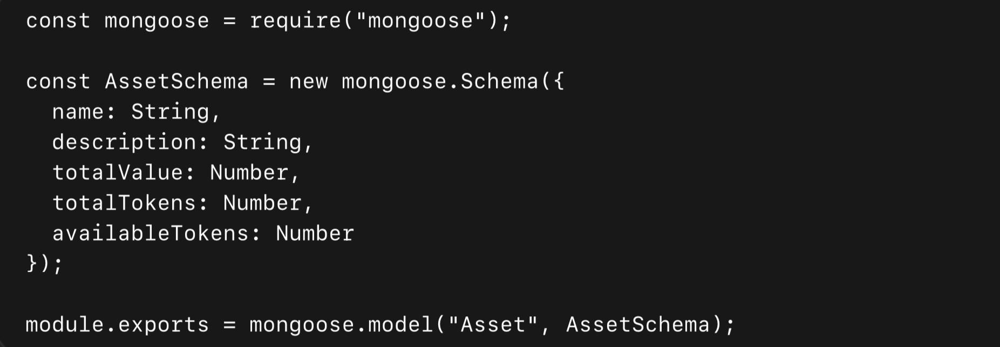 const mongoose = require("mongoose");
const AssetSchema = new mongoose.Schema({
  name: String,
  description: String,
  totalValue: Number,
  totalTokens: Number,
  availableTokens: Number
});
module.exports = mongoose.model("Asset", AssetSchema);